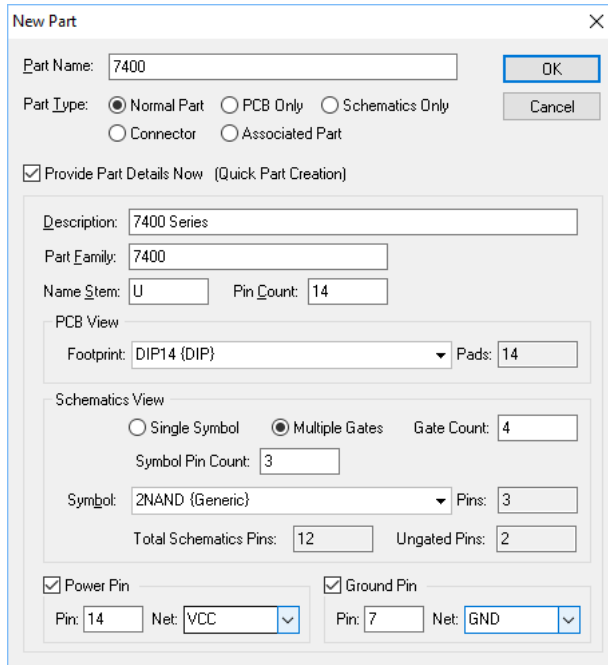 New Part
Part Name: 7400
OK
Part Type: Normal Part PCB Only Schematics Only
Cancel
Connector Associated Part
Provide Part Details Now (Quick Part Creation)
Description: 7400 Series
Part Family: 7400
Name Stem: U Pin Count: 14
PCB View
Footprint: DIP14 {DIP} Pads: 14
Schematics View
Single Symbol Multiple Gates Gate Count: 4
Symbol Pin Count: 3
Symbol: 2NAND {Generic} Pins: 3
Total Schematics Pins: 12 Ungated Pins: 2
Power Pin Ground Pin
Pin: 14 Net: VCC Pin: 7 Net: GND